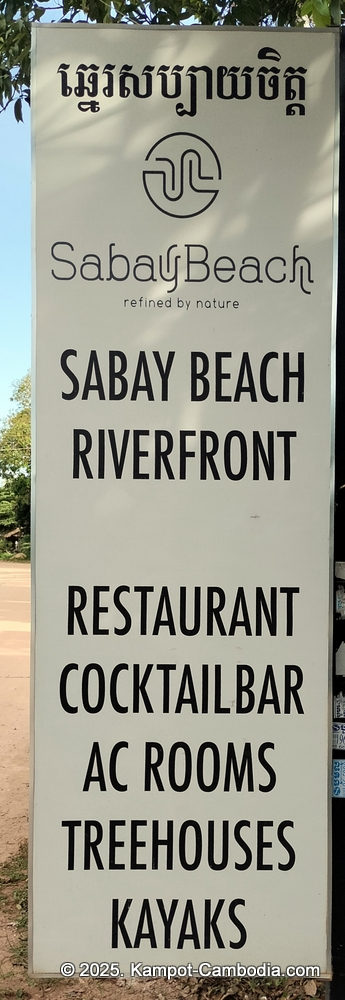 ឆ្នេរសប្បាយចិត្ត
SabayBeach
refined by nature
SABAY BEACH
RIVERFRONT
RESTAURANT
COCKTAILBAR
AC ROOMS
TREEHOUSES
KAYAKS
© 2025. Kampot-Cambodia.com